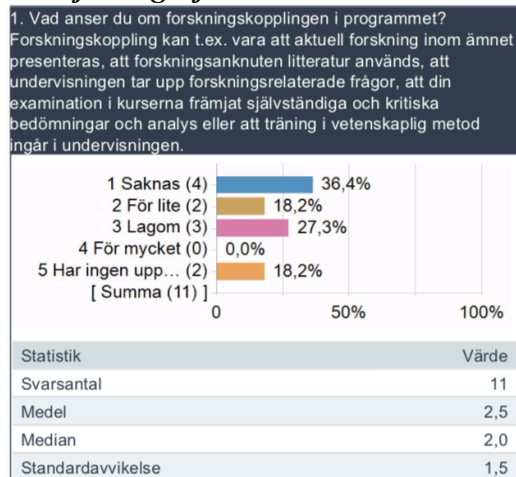 1. Vad anser du om forskningskopplingen i programmet?
Forskningskoppling kan t.ex. vara att aktuell forskning inom ämnet
presenteras, att forskningsanknuten litteratur används, att
undervisningen tar upp forskningsrelaterade frågor, att din
examination i kurserna främjat självständiga och kritiska
bedömningar och analys eller att träning i vetenskaplig metod
ingår i undervisningen.
1 Saknas (4) 36,4%
2 För lite (2) 18,2%
3 Lagom (3) 27,3%
4 För mycket (0) 0,0%
5 Har ingen upp... (2) 18,2%
[ Summa (11) ]
0 50% 100%
Statistik Värde
Svarsantal 11
Medel 2,5
Median 2,0
Standardavvikelse 1,5